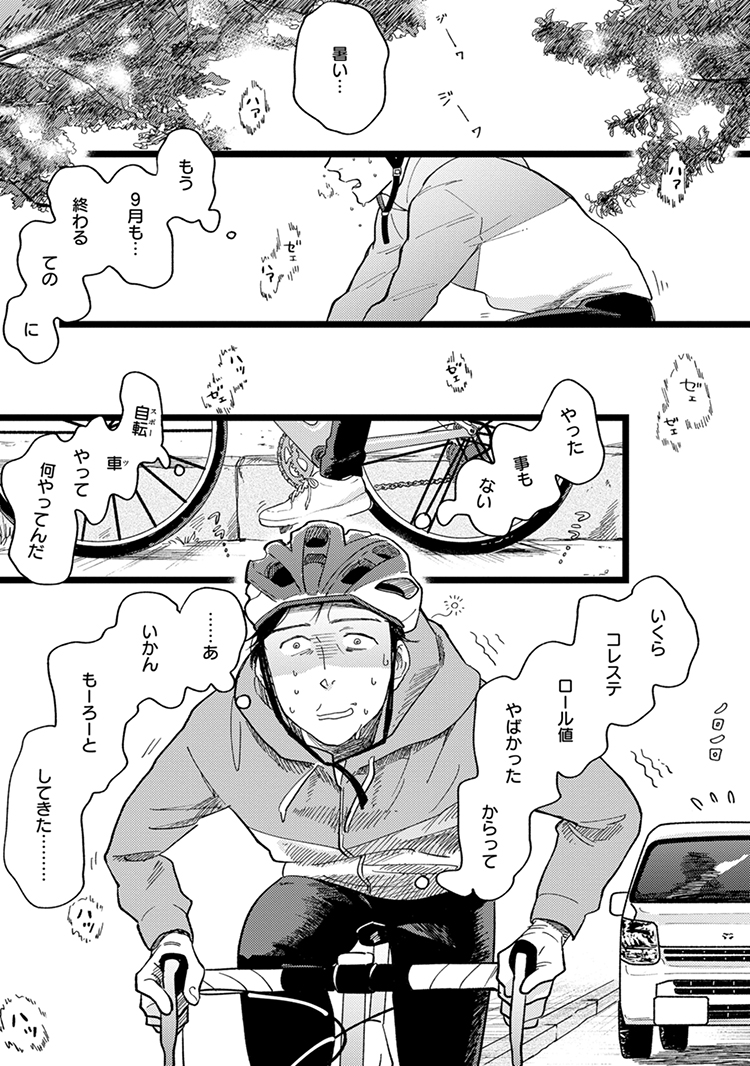 ジーワ
ジーワ
暑い…
ハァ
ハァ
もう
9月も…
終わる
ての
に
ゼェ
ハァ
ゼェ
ゼェ
ゼェ
ハッ
ゼェ
やった
事も
ない
自転
スポー
車
ツ
やって
何やってんだ
いくら
コレステ
ロール値
やばかった
からって
……あ
いかん
もーろーと
してきた………
ハッ
ハッ